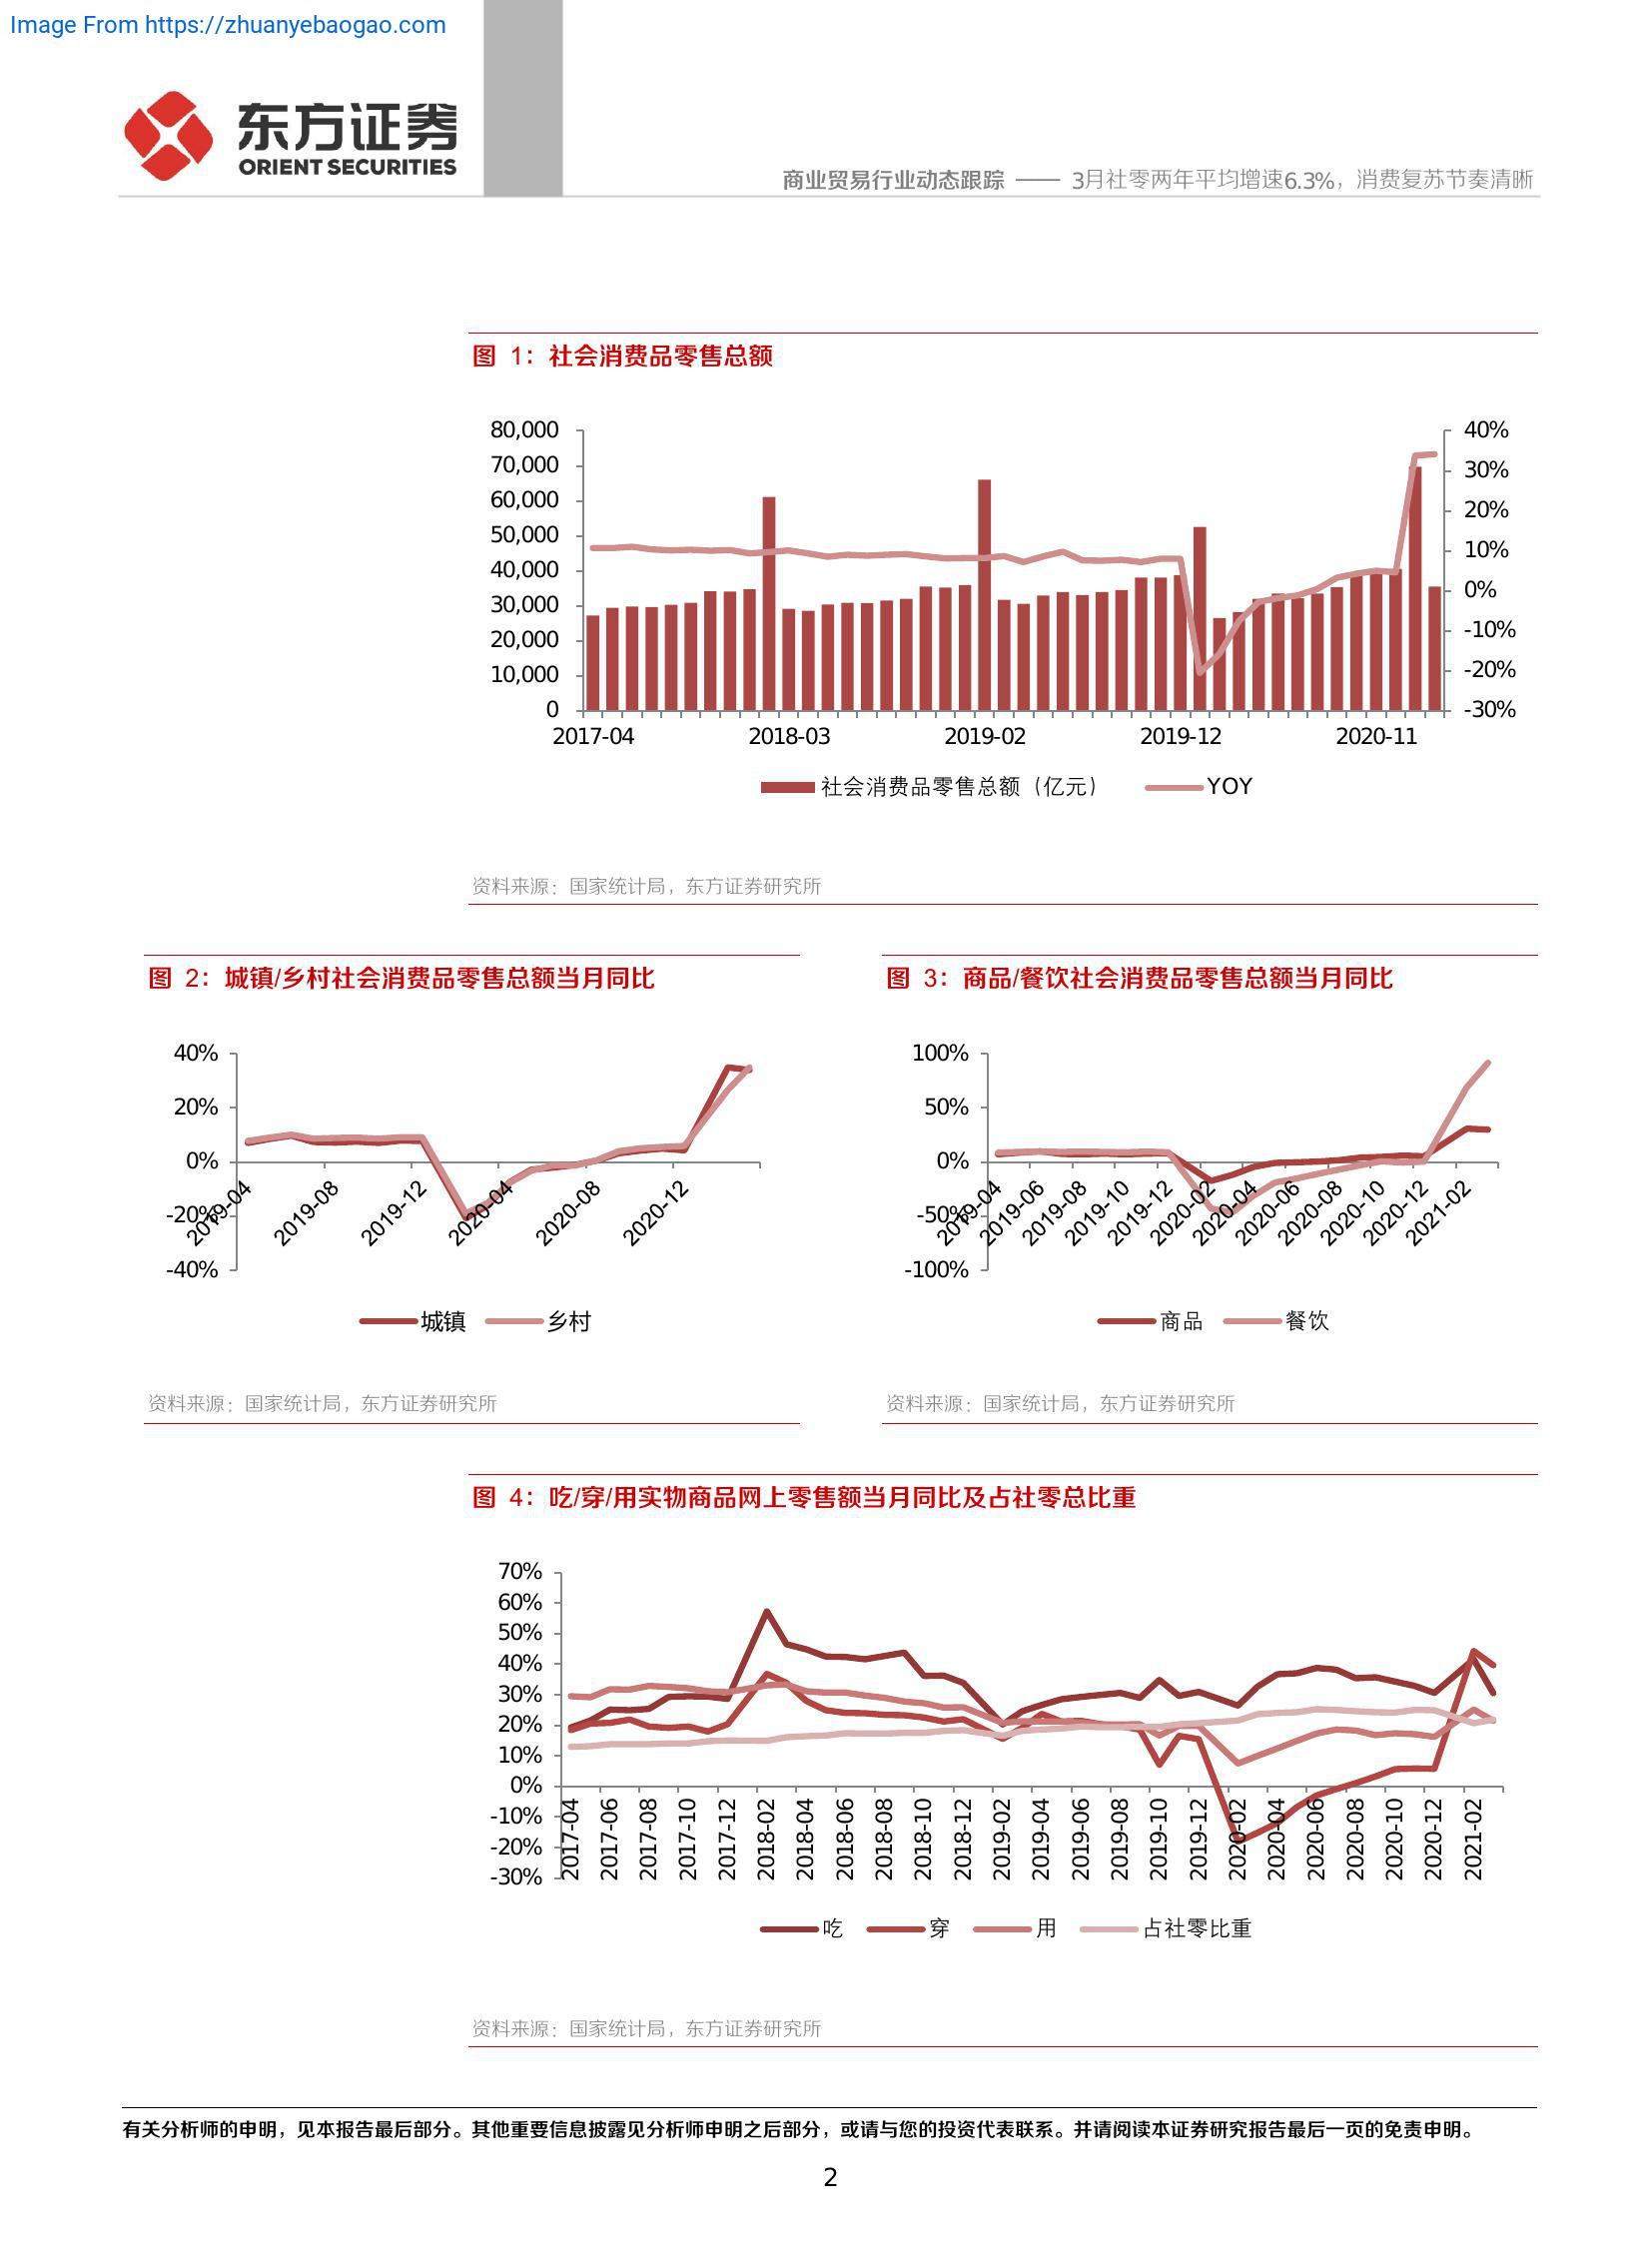 Image From https://zhuanyebaogao.com
东方证券
ORIENT SECURITIES
商业贸易行业动态跟踪 —— 3月社零两年平均增速6.3%，消费复苏节奏清晰
图 1：社会消费品零售总额
80,000
70,000
60,000
50,000
40,000
30,000
20,000
10,000
0
40%
30%
20%
10%
0%
-10%
-20%
-30%
2017-04 2018-03 2019-02 2019-12 2020-11
社会消费品零售总额（亿元） YOY
资料来源：国家统计局，东方证券研究所
图 2：城镇/乡村社会消费品零售总额当月同比
40%
20%
0%
-20%
-40%
2019-04 2019-08 2019-12 2020-04 2020-08 2020-12
城镇 乡村
资料来源：国家统计局，东方证券研究所
图 3：商品/餐饮社会消费品零售总额当月同比
100%
50%
0%
-50%
-100%
2019-04 2019-06 2019-08 2019-10 2019-12 2020-02 2020-04 2020-06 2020-08 2020-10 2020-12 2021-02
商品 餐饮
资料来源：国家统计局，东方证券研究所
图 4：吃/穿/用实物商品网上零售额当月同比及占社零总比重
70%
60%
50%
40%
30%
20%
10%
0%
-10%
-20%
-30%
2017-04 2017-06 2017-08 2017-10 2017-12 2018-02 2018-04 2018-06 2018-08 2018-10 2018-12 2019-02 2019-04 2019-06 2019-08 2019-10 2019-12 2020-02 2020-04 2020-06 2020-08 2020-10 2020-12 2021-02
吃 穿 用 占社零比重
资料来源：国家统计局，东方证券研究所
有关分析师的申明，见本报告最后部分。其他重要信息披露见分析师申明之后部分，或请与您的投资代表联系。并请阅读本证券研究报告最后一页的免责申明。
2